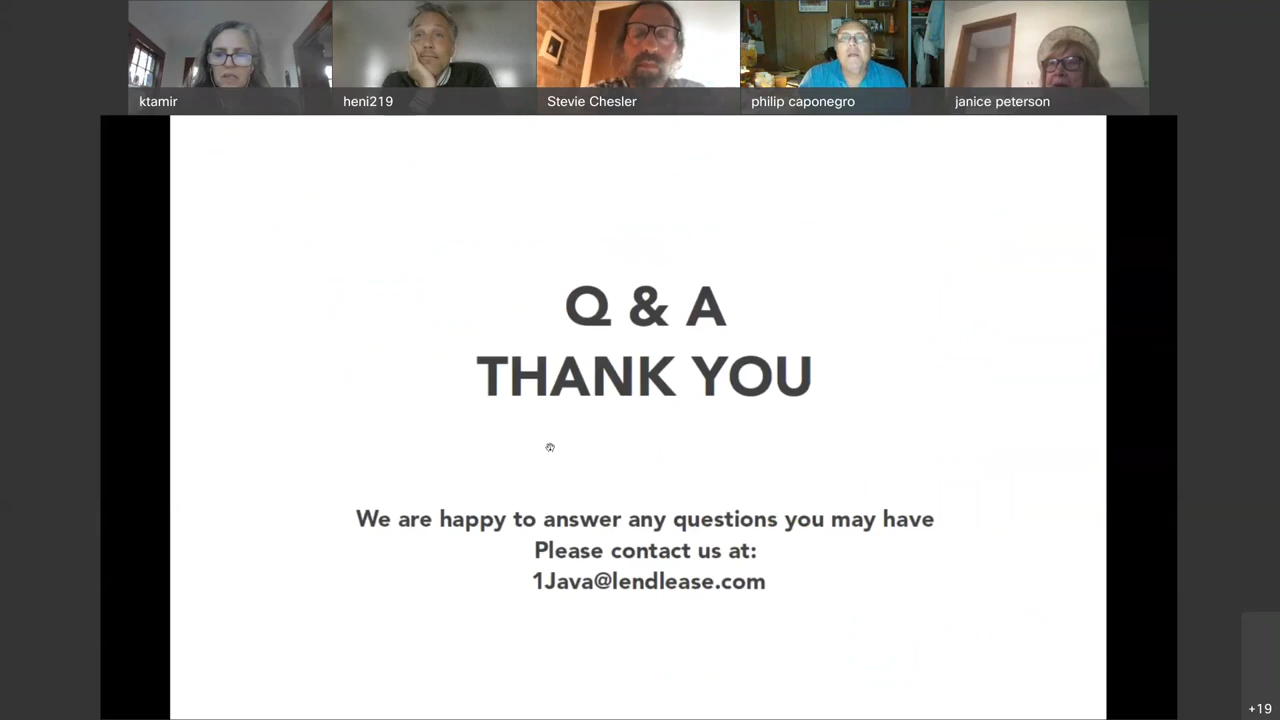 ktamir
heni219
Stevie Chesler
philip caponegro
janice peterson
Q & A
THANK YOU
We are happy to answer any questions you may have
Please contact us at:
1Java@lendlease.com
+19